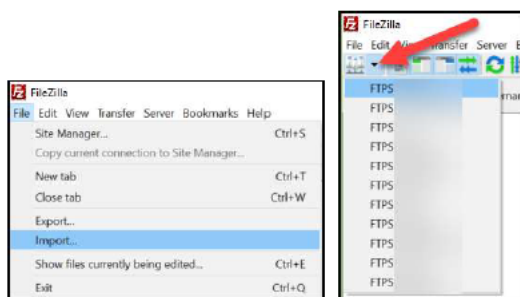 FileZilla
File Edit View Transfer Server Bookmarks Help
Site Manager... Ctrl+S
Copy current connection to Site Manager...
New tab Ctrl+T
Close tab Ctrl+W
Export...
Import...
Show files currently being edited... Ctrl+E
Exit Ctrl+Q
FileZilla
File Edit View Transfer Server
FTPS
FTPS
FTPS
FTPS
FTPS
FTPS
FTPS
FTPS
FTPS
FTPS
FTPS